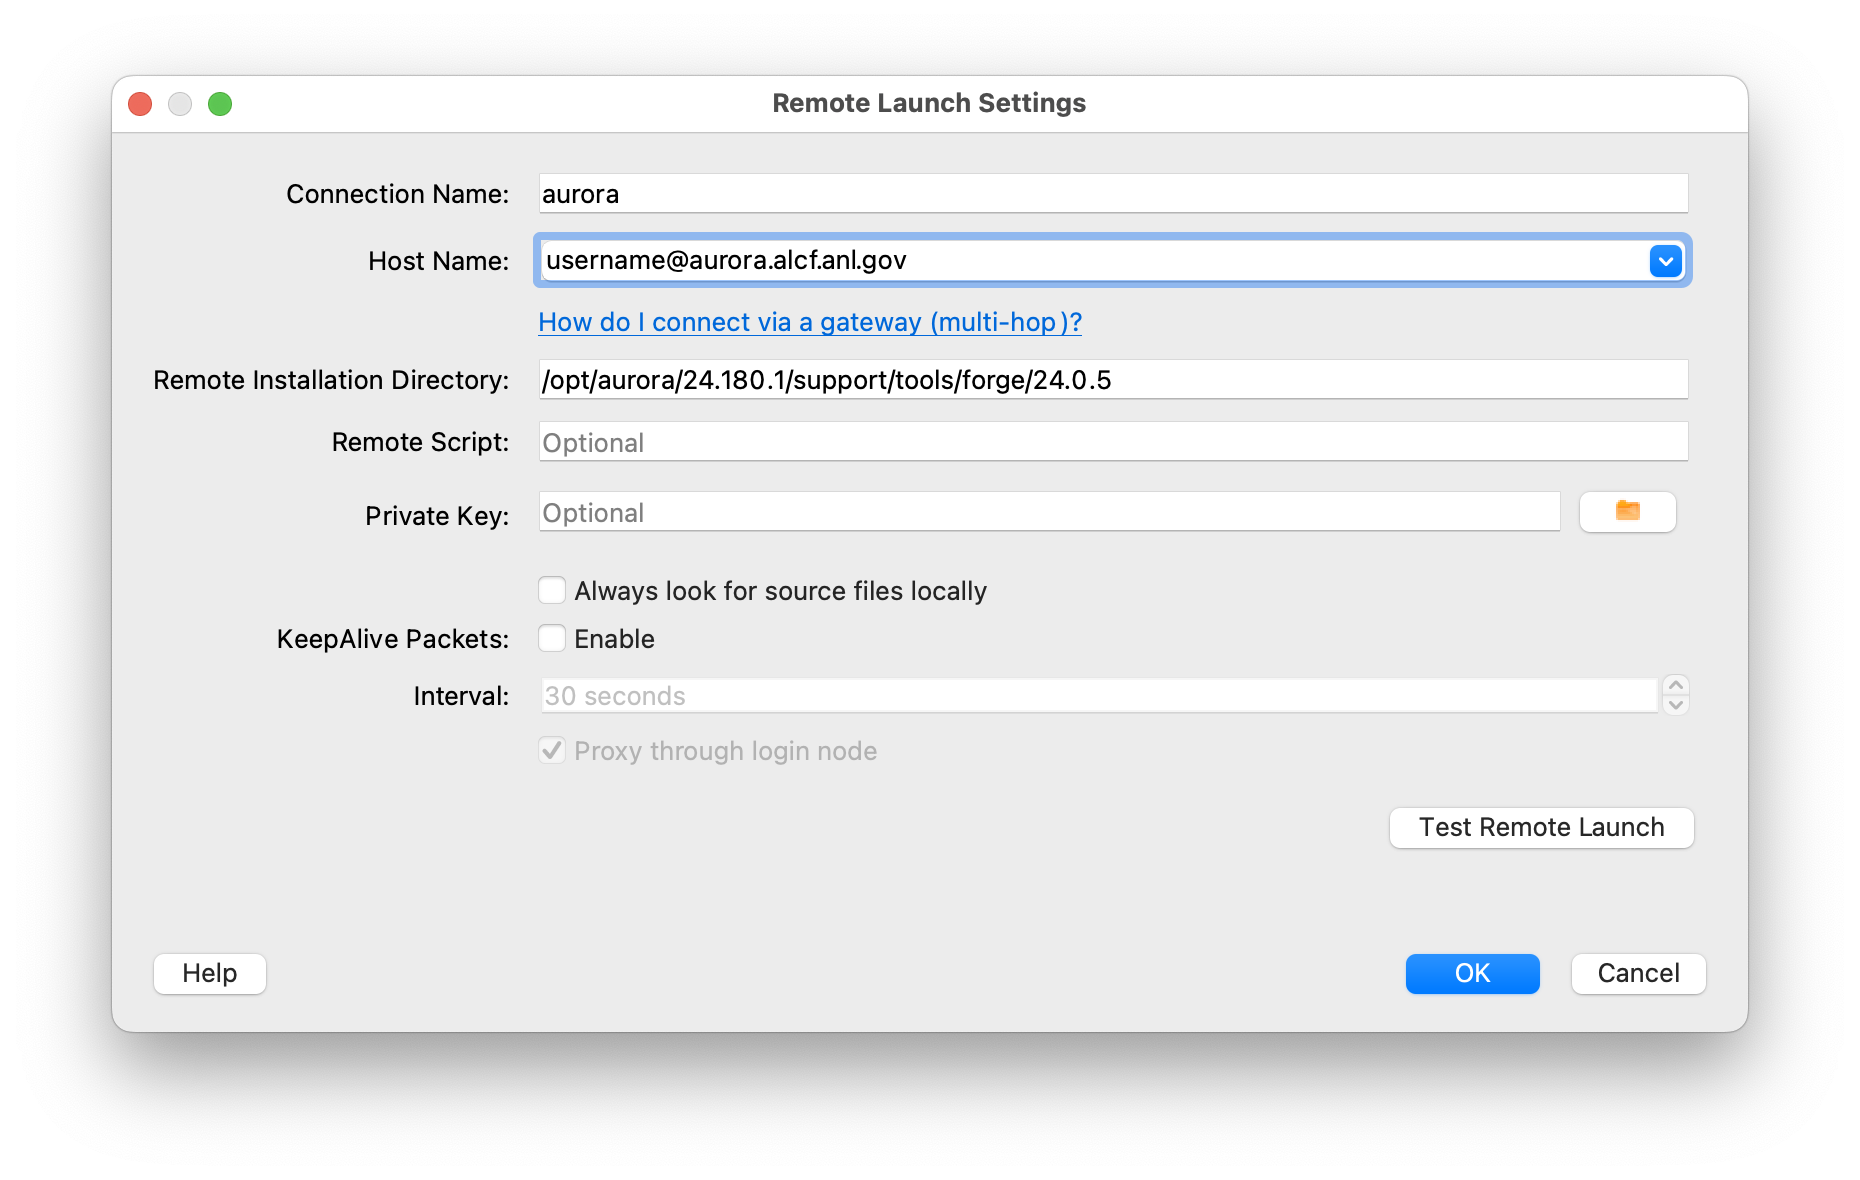 Remote Launch Settings
Connection Name: aurora
Host Name: username@aurora.alcf.anl.gov
How do I connect via a gateway (multi-hop)?
Remote Installation Directory: /opt/aurora/24.180.1/support/tools/forge/24.0.5
Remote Script: Optional
Private Key: Optional
Always look for source files locally
KeepAlive Packets: Enable
Interval: 30 seconds
Proxy through login node
Test Remote Launch
Help OK Cancel